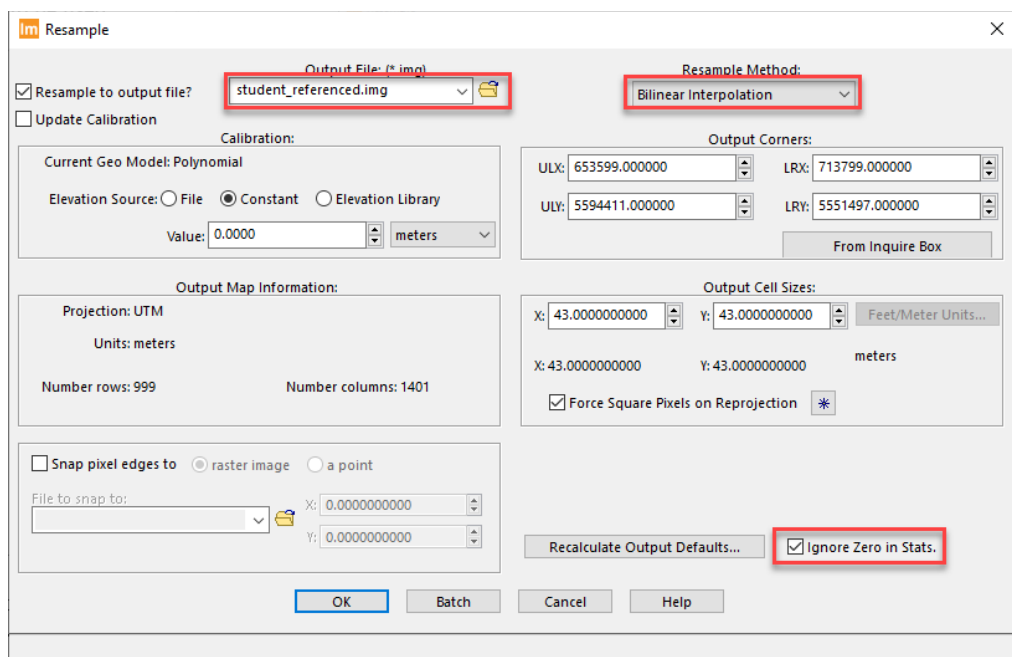 Im Resample
Output File: (*.img)
Resample Method:
Resample to output file?
student_referenced.img
Bilinear Interpolation
Update Calibration
Calibration:
Current Geo Model: Polynomial
Elevation Source: File Constant Elevation Library
Value: 0.0000 meters
Output Corners:
ULX: 653599.000000 LRX: 713799.000000
ULY: 5594411.000000 LRY: 5551497.000000
From Inquire Box
Output Map Information:
Projection: UTM
Units: meters
Number rows: 999 Number columns: 1401
Output Cell Sizes:
X: 43.0000000000 Y: 43.0000000000 Feet/Meter Units...
X: 43.0000000000 Y: 43.0000000000 meters
Force Square Pixels on Reprojection
Snap pixel edges to raster image a point
File to snap to:
X: 0.0000000000
Y: 0.0000000000
Recalculate Output Defaults... Ignore Zero in Stats.
OK Batch Cancel Help